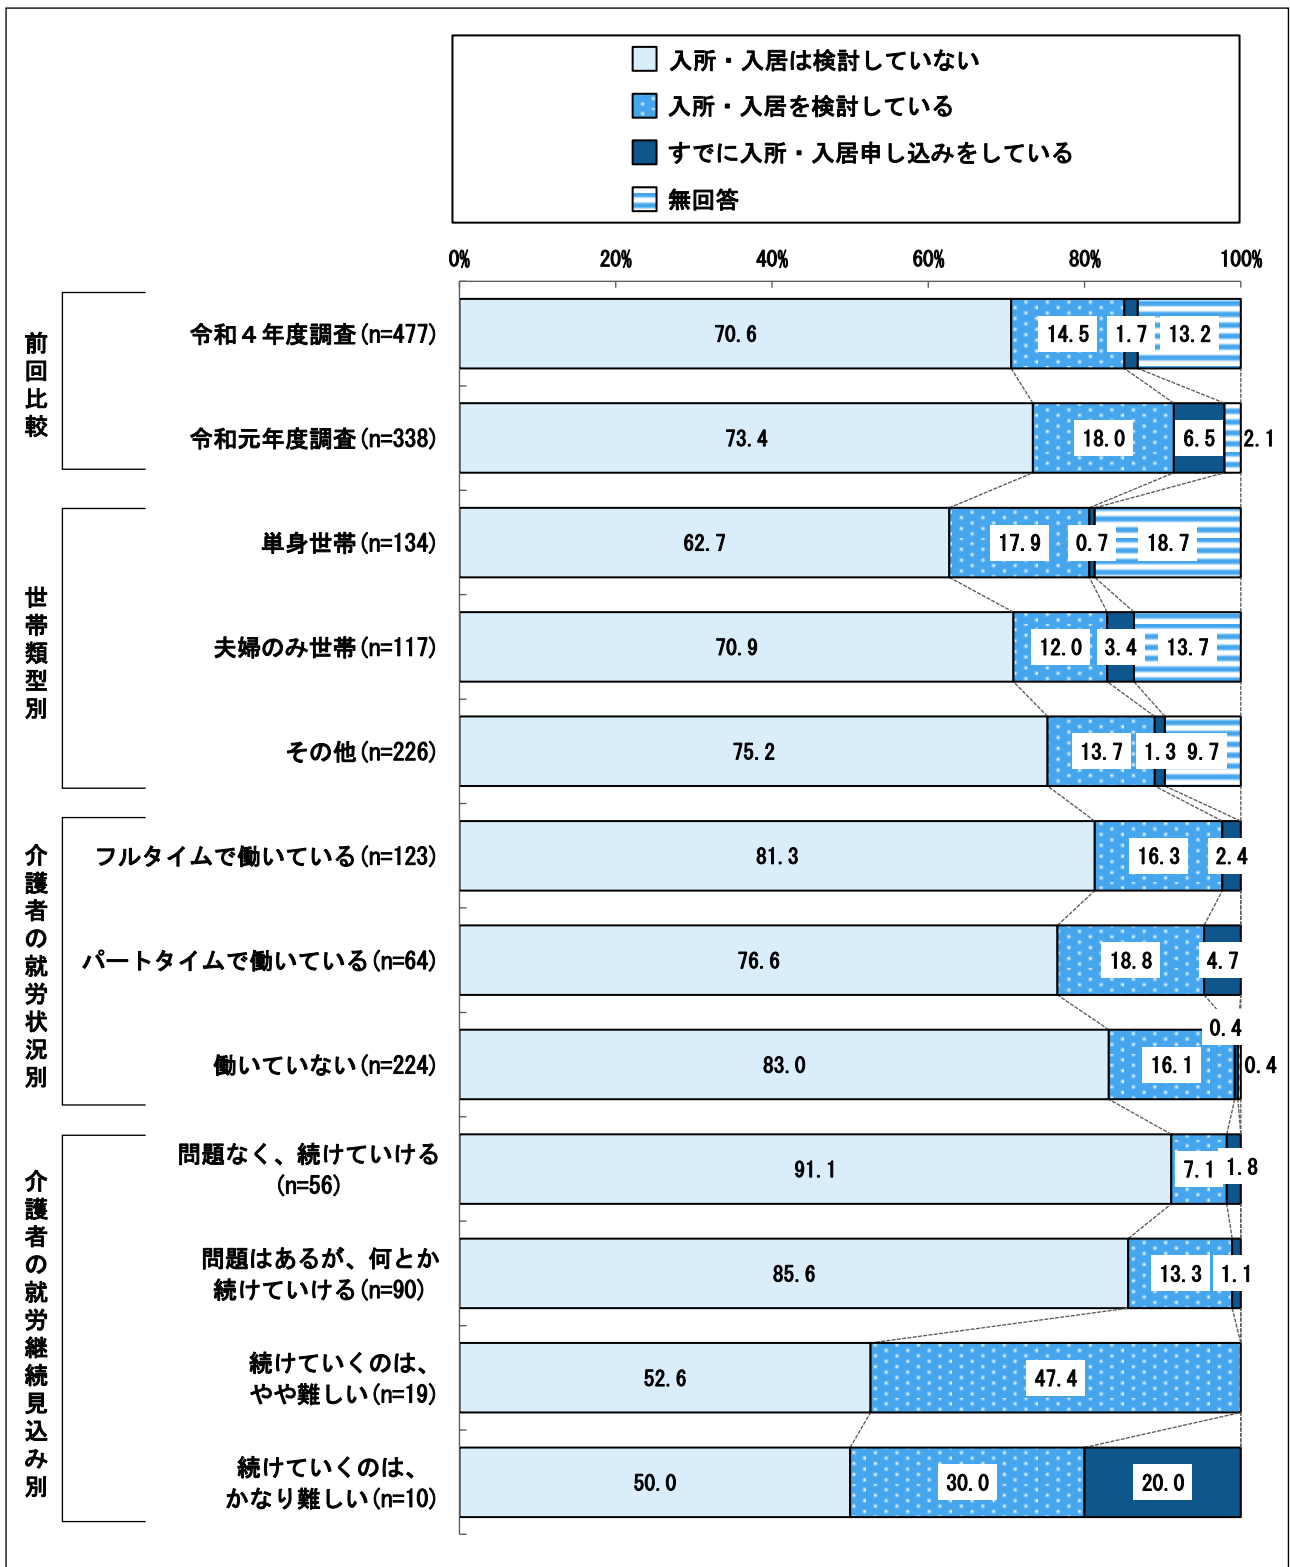 入所・入居は検討していない
入所・入居を検討している
すでに入所・入居申し込みをしている
無回答
0% 20% 40% 60% 80% 100%
前回比較
令和４年度調査(n=477) 70.6 14.5 1.7 13.2
令和元年度調査(n=338) 73.4 18.0 6.5 2.1
世帯類型別
単身世帯(n=134) 62.7 17.9 0.7 18.7
夫婦のみ世帯(n=117) 70.9 12.0 3.4 13.7
その他(n=226) 75.2 13.7 1.3 9.7
介護者の就労状況別
フルタイムで働いている(n=123) 81.3 16.3 2.4
パートタイムで働いている(n=64) 76.6 18.8 4.7
働いていない(n=224) 83.0 16.1 0.4 0.4
介護者の就労継続見込み別
問題なく、続けていける
(n=56) 91.1 7.1 1.8
問題はあるが、何とか
続けていける(n=90) 85.6 13.3 1.1
続けていくのは、
やや難しい(n=19) 52.6 47.4
続けていくのは、
かなり難しい(n=10) 50.0 30.0 20.0